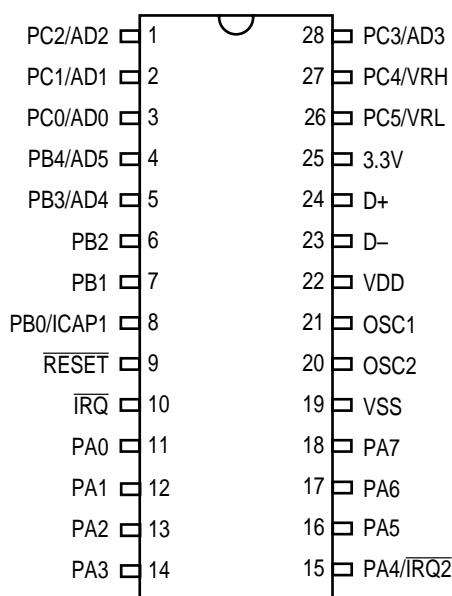 PC2/AD2 1 28 PC3/AD3
PC1/AD1 2 27 PC4/VRH
PC0/AD0 3 26 PC5/VRL
PB4/AD5 4 25 3.3V
PB3/AD4 5 24 D+
PB2 6 23 D–
PB1 7 22 VDD
PB0/ICAP1 8 21 OSC1
RESET 9 20 OSC2
IRQ 10 19 VSS
PA0 11 18 PA7
PA1 12 17 PA6
PA2 13 16 PA5
PA3 14 15 PA4/IRQ2